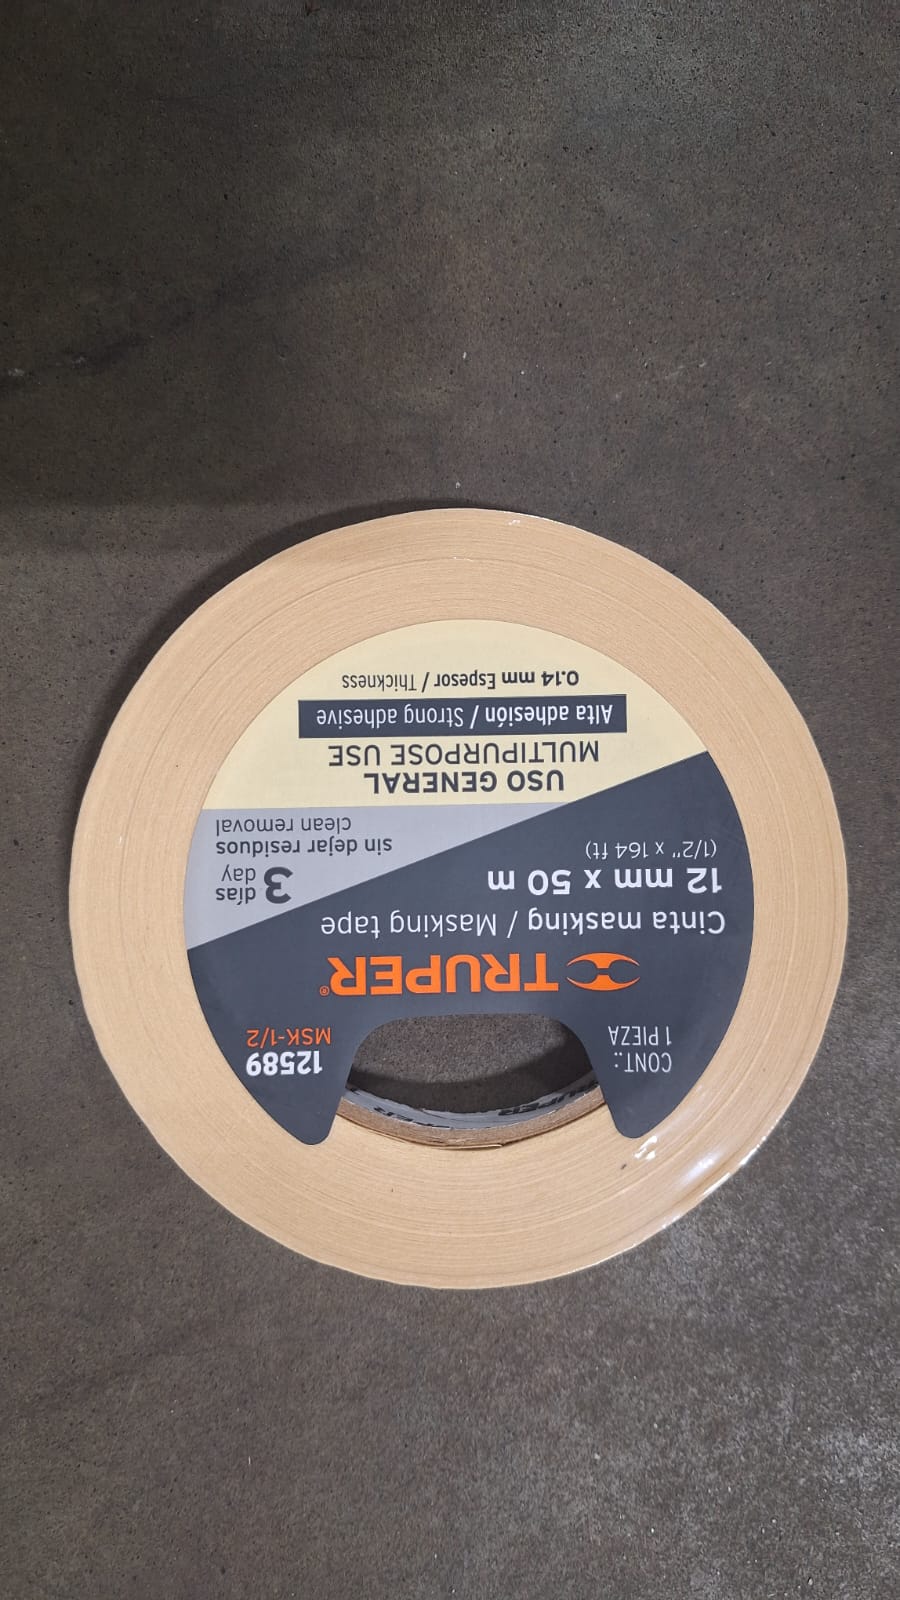 CONT.:
1 PIEZA
12589
MSK-1/2
TRUPER®
Cinta masking / Masking tape
12 mm x 50 m
(1/2" x 164 ft)
3 días
day
sin dejar residuos
clean removal
USO GENERAL
MULTIPURPOSE USE
Alta adhesión / Strong adhesive
0.14 mm Espesor / Thickness